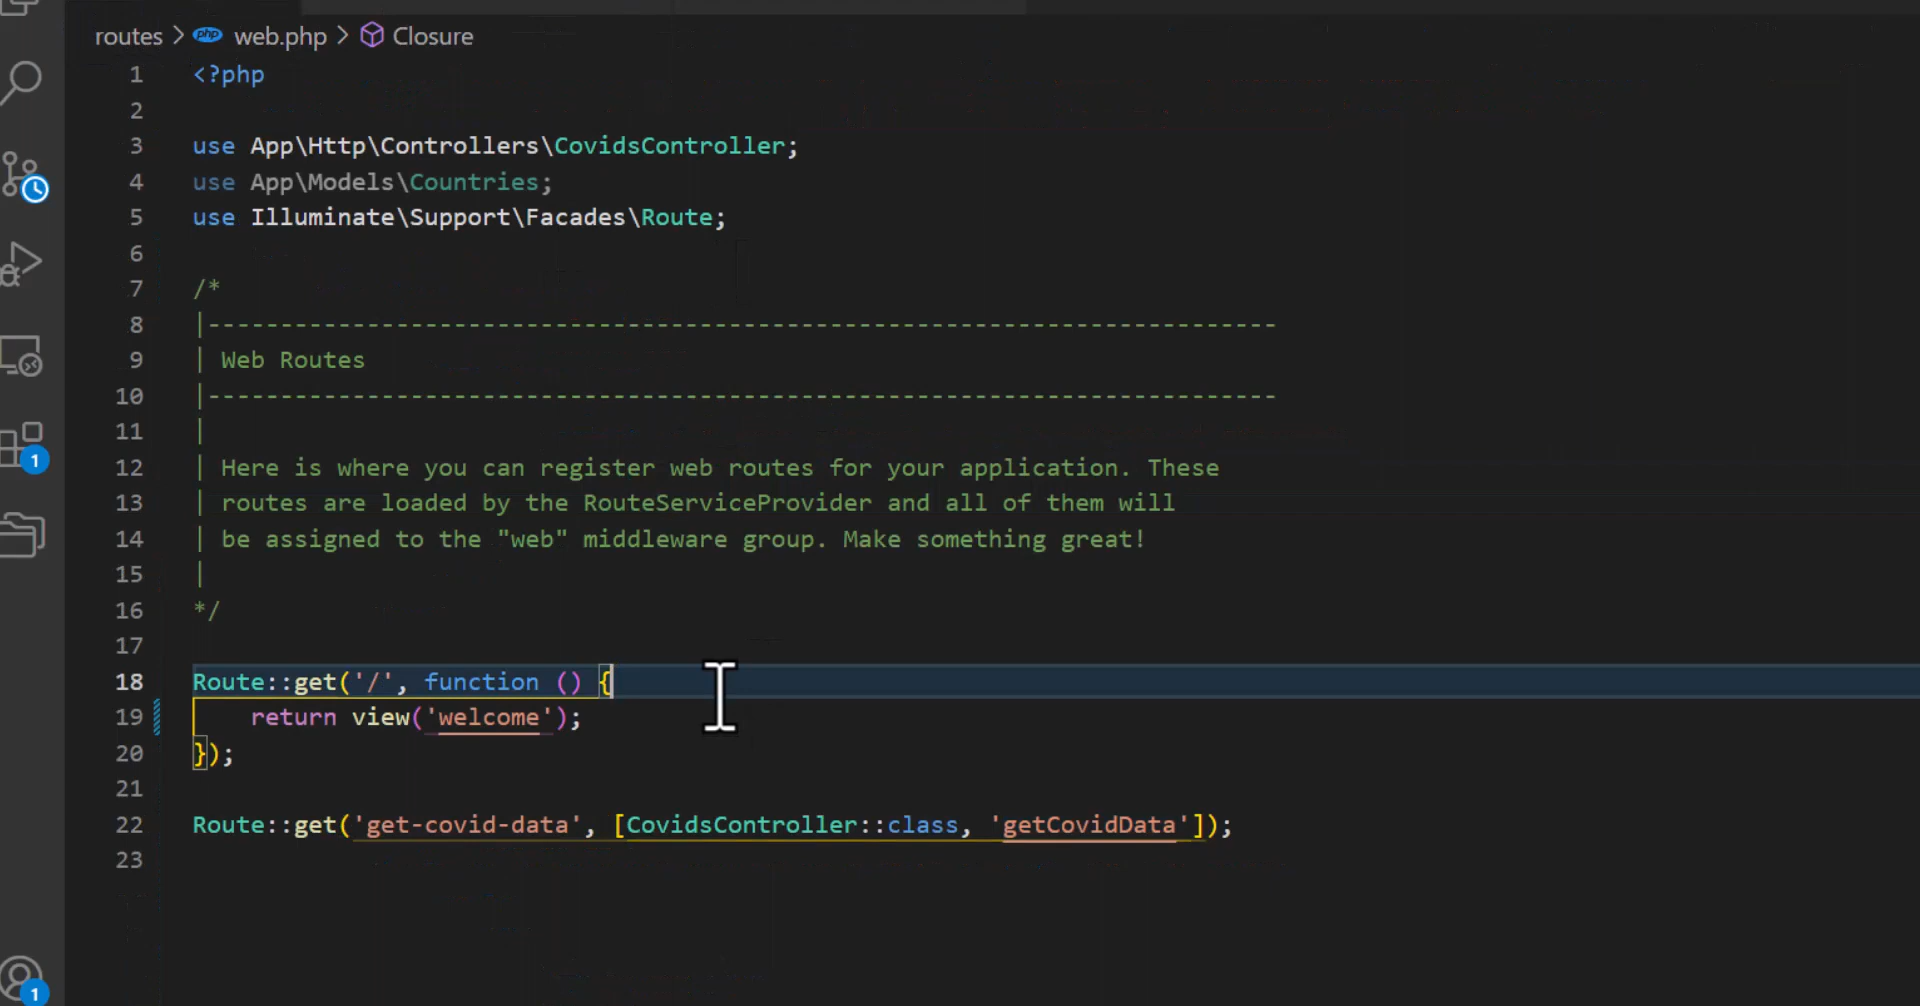 routes > php web.php > Closure
1 <?php
2
3 use App\Http\Controllers\CovidsController;
4 use App\Models\Countries;
5 use Illuminate\Support\Facades\Route;
6
7 /*
8 |--------------------------------------------------------------------------
9 | Web Routes
10 |--------------------------------------------------------------------------
11 |
12 | Here is where you can register web routes for your application. These
13 | routes are loaded by the RouteServiceProvider and all of them will
14 | be assigned to the "web" middleware group. Make something great!
15 |
16 */
17
18 Route::get('/', function () {
19     return view('welcome');
20 });
21
22 Route::get('get-covid-data', [CovidsController::class, 'getCovidData']);
23
1
1